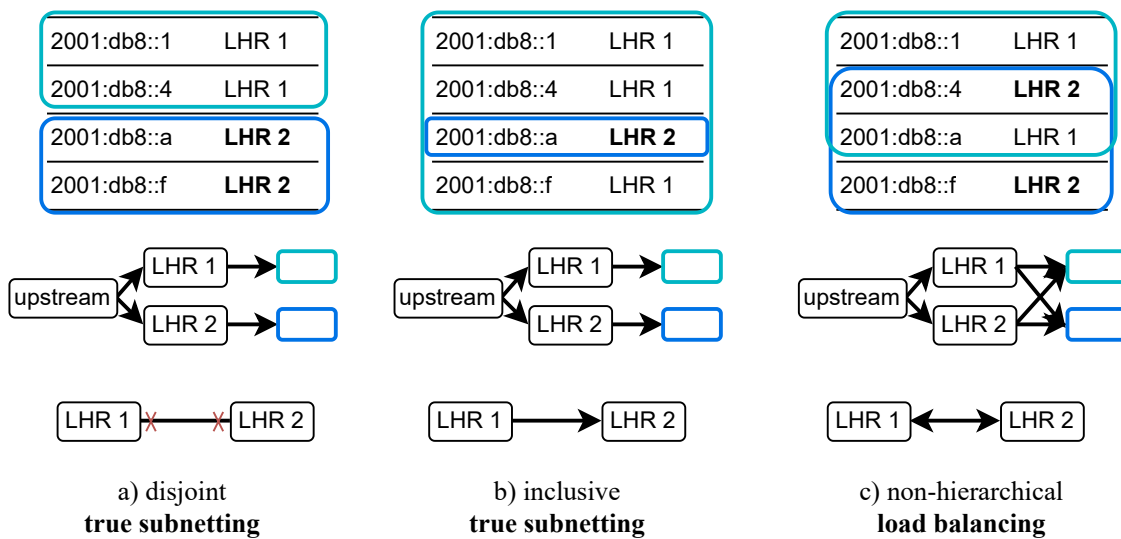 2001:db8::1 LHR 1
2001:db8::4 LHR 1
2001:db8::a LHR 2
2001:db8::f LHR 2
upstream
LHR 1
LHR 2
LHR 1
LHR 2
a) disjoint
true subnetting
2001:db8::1 LHR 1
2001:db8::4 LHR 1
2001:db8::a LHR 2
2001:db8::f LHR 1
upstream
LHR 1
LHR 2
LHR 1
LHR 2
b) inclusive
true subnetting
2001:db8::1 LHR 1
2001:db8::4 LHR 2
2001:db8::a LHR 1
2001:db8::f LHR 2
upstream
LHR 1
LHR 2
LHR 1
LHR 2
c) non-hierarchical
load balancing